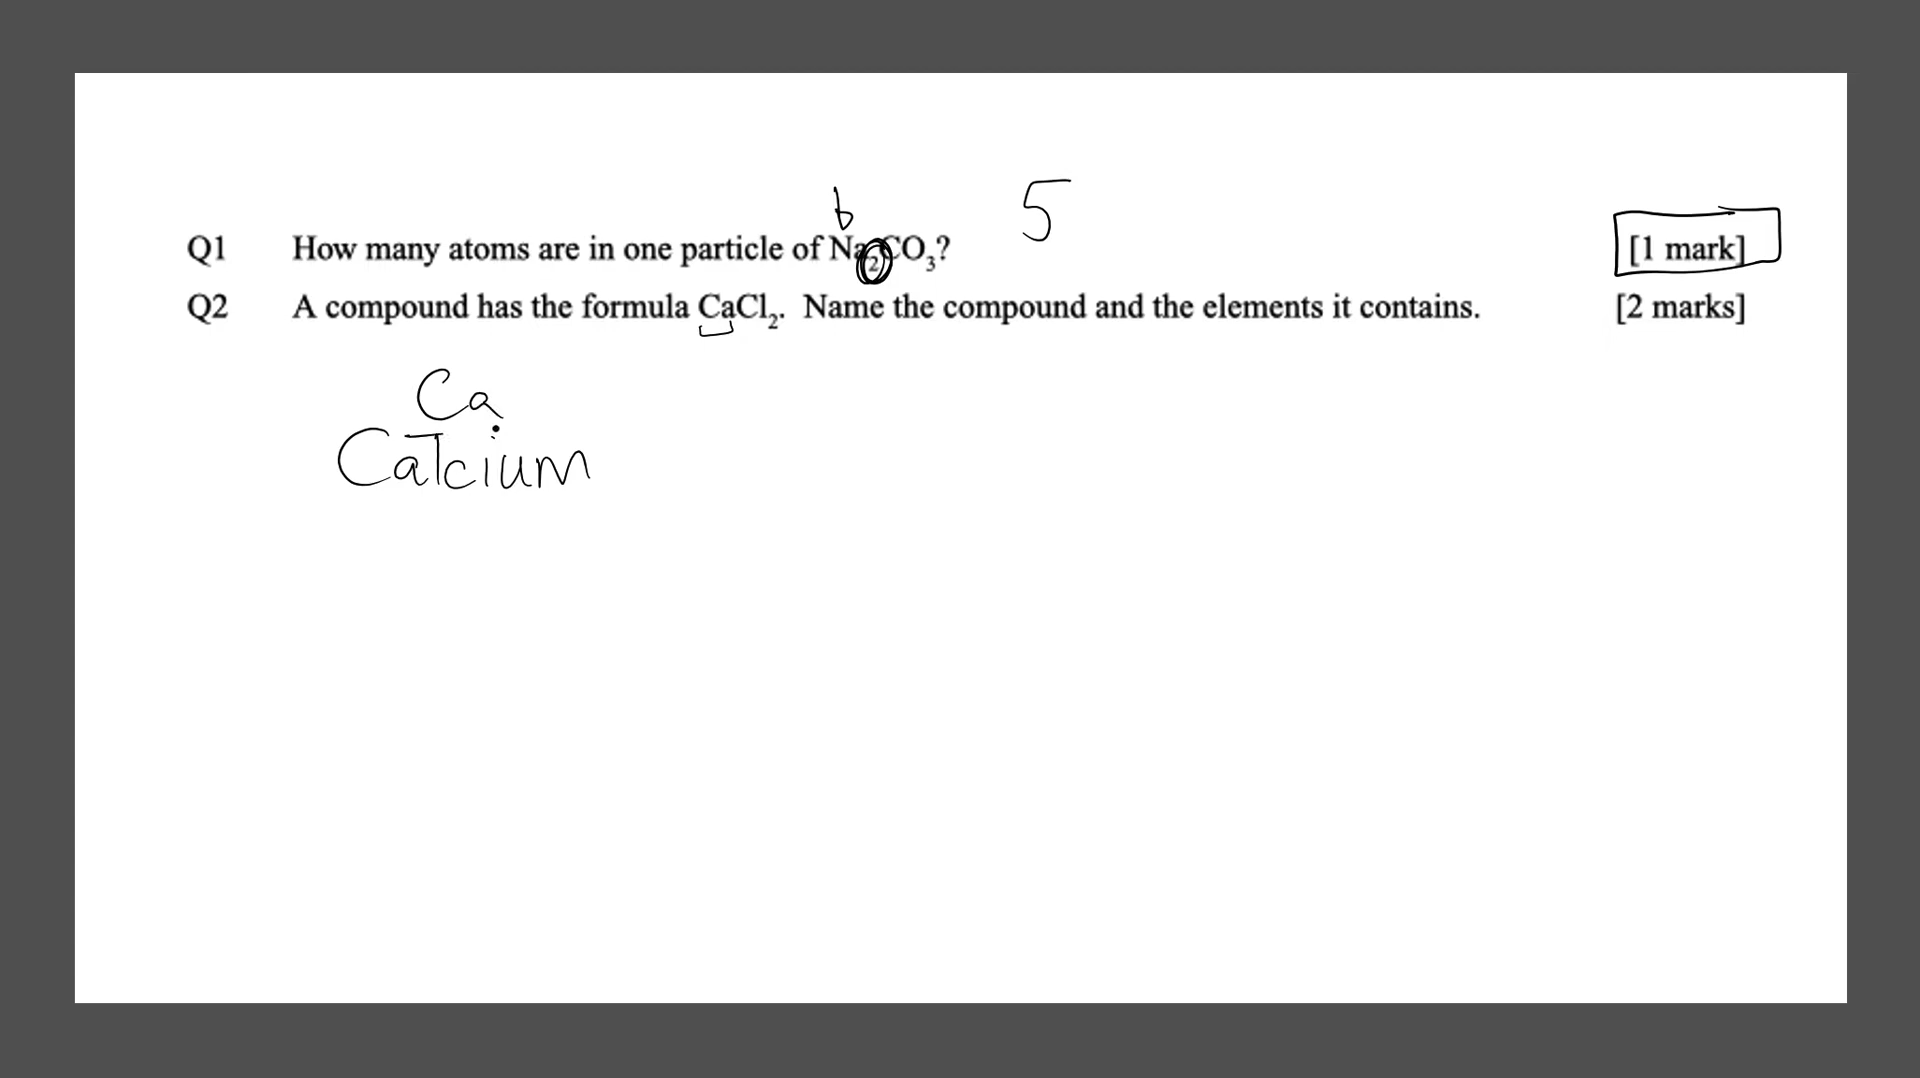 b 5
Q1 How many atoms are in one particle of Na₂CO₃? [1 mark]
Q2 A compound has the formula CaCl₂. Name the compound and the elements it contains. [2 marks]
Ca
Calcium